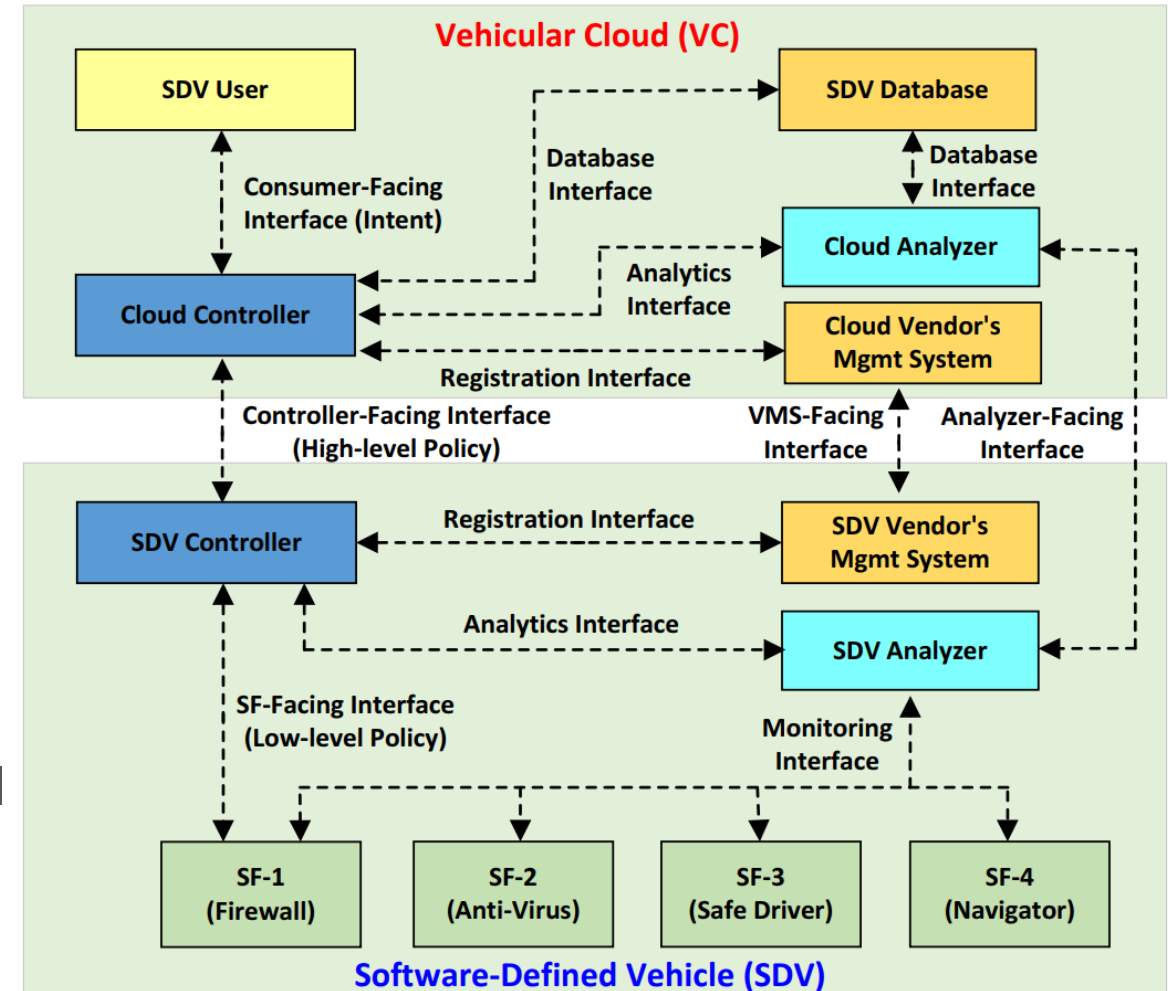 Vehicular Cloud (VC)
SDV User
SDV Database
Database
Interface
Database
Interface
Consumer-Facing
Interface (Intent)
Cloud Analyzer
Analytics
Interface
Cloud Controller
Cloud Vendor's
Mgmt System
Registration Interface
Controller-Facing Interface
(High-level Policy)
VMS-Facing
Interface
Analyzer-Facing
Interface
SDV Controller
Registration Interface
SDV Vendor's
Mgmt System
Analytics Interface
SDV Analyzer
SF-Facing Interface
(Low-level Policy)
Monitoring
Interface
SF-1
(Firewall)
SF-2
(Anti-Virus)
SF-3
(Safe Driver)
SF-4
(Navigator)
Software-Defined Vehicle (SDV)